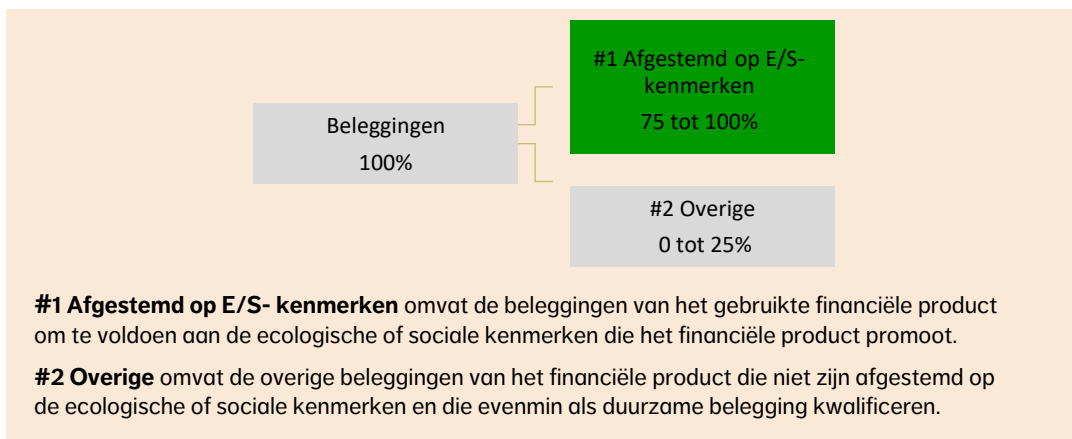 #1 Afgestemd op E/S-
kenmerken
75 tot 100%
Beleggingen
100%
#2 Overige
0 tot 25%
#1 Afgestemd op E/S- kenmerken omvat de beleggingen van het gebruikte financiële product
om te voldoen aan de ecologische of sociale kenmerken die het financiële product promoot.
#2 Overige omvat de overige beleggingen van het financiële product die niet zijn afgestemd op
de ecologische of sociale kenmerken en die evenmin als duurzame belegging kwalificeren.